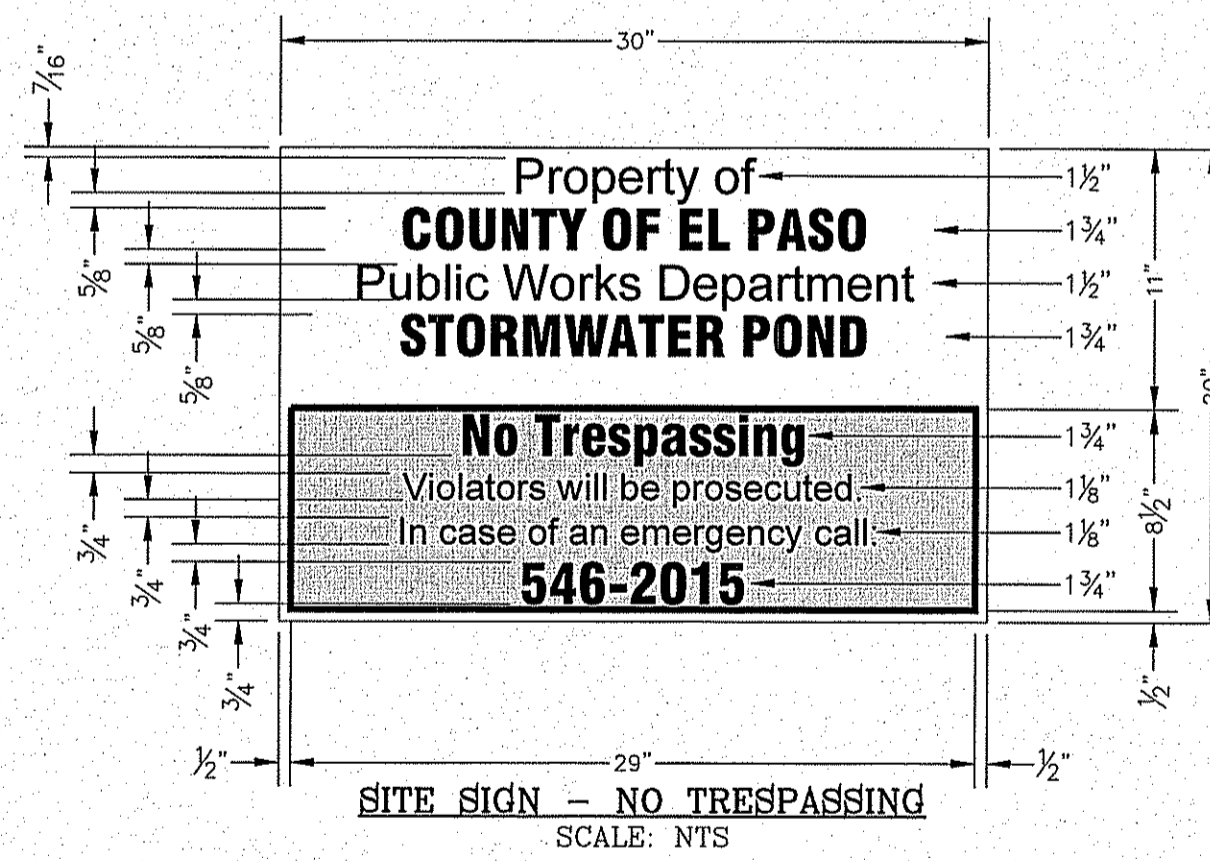 30"
7/16"
Property of
1½"
COUNTY OF EL PASO
1¾"
5/8"
Public Works Department
1½"
11"
5/8"
STORMWATER POND
1¾"
5/8"
No Trespassing
1¾"
Violators will be prosecuted.
1⅛"
8½"
3/4"
In case of an emergency call:
1⅛"
3/4"
546-2015
1¾"
3/4"
3/4"
½"
½"
29"
½"
SITE SIGN - NO TRESPASSING
SCALE: NTS